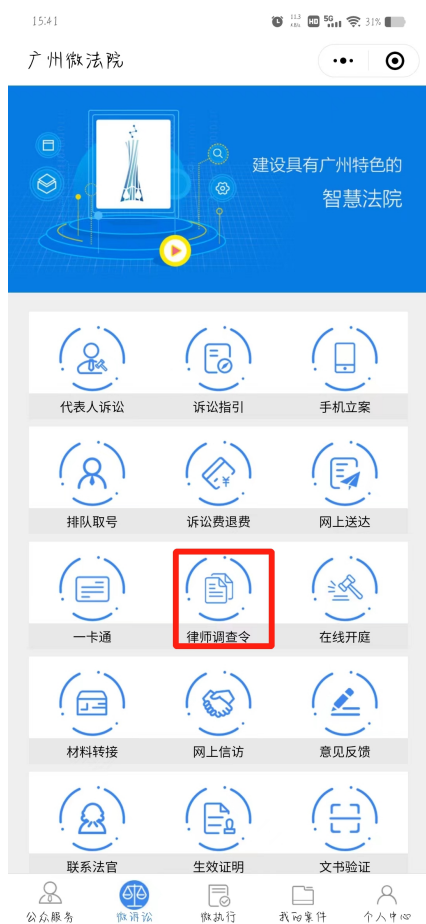 15:41
11.3 KB/s HD 5G 31%
广州微法院
建设具有广州特色的
智慧法院
代表人诉讼 诉讼指引 手机立案
排队取号 诉讼费退费 网上送达
一卡通 律师调查令 在线开庭
材料转接 网上信访 意见反馈
联系法官 生效证明 文书验证
公众服务 微诉讼 微执行 我的案件 个人中心